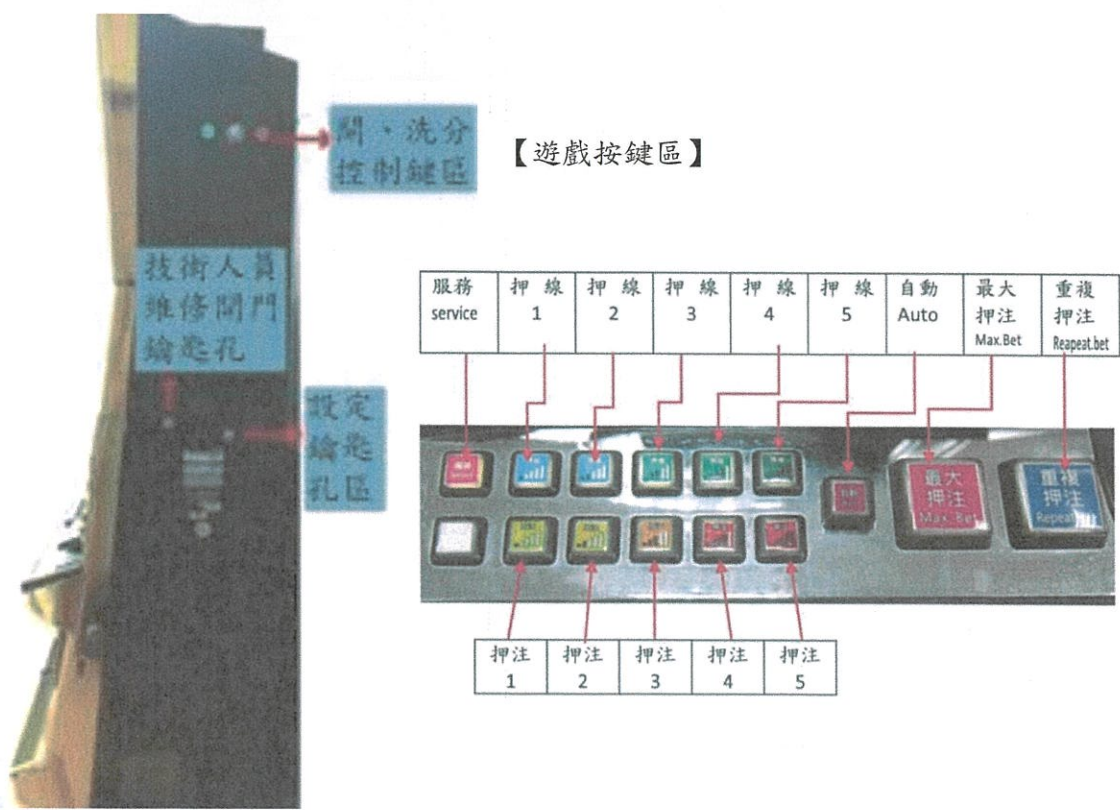 開、洗分
控制鍵區
【遊戲按鍵區】
技術人員
維修開門
鑰匙孔
設定
鑰匙
孔區
服務
service
押 線
1
押 線
2
押 線
3
押 線
4
押 線
5
自動
Auto
最大
押注
Max.Bet
重複
押注
Reapeat.bet
最大
押注
Max. Bet
重複
押注
Repeat
押注
1
押注
2
押注
3
押注
4
押注
5